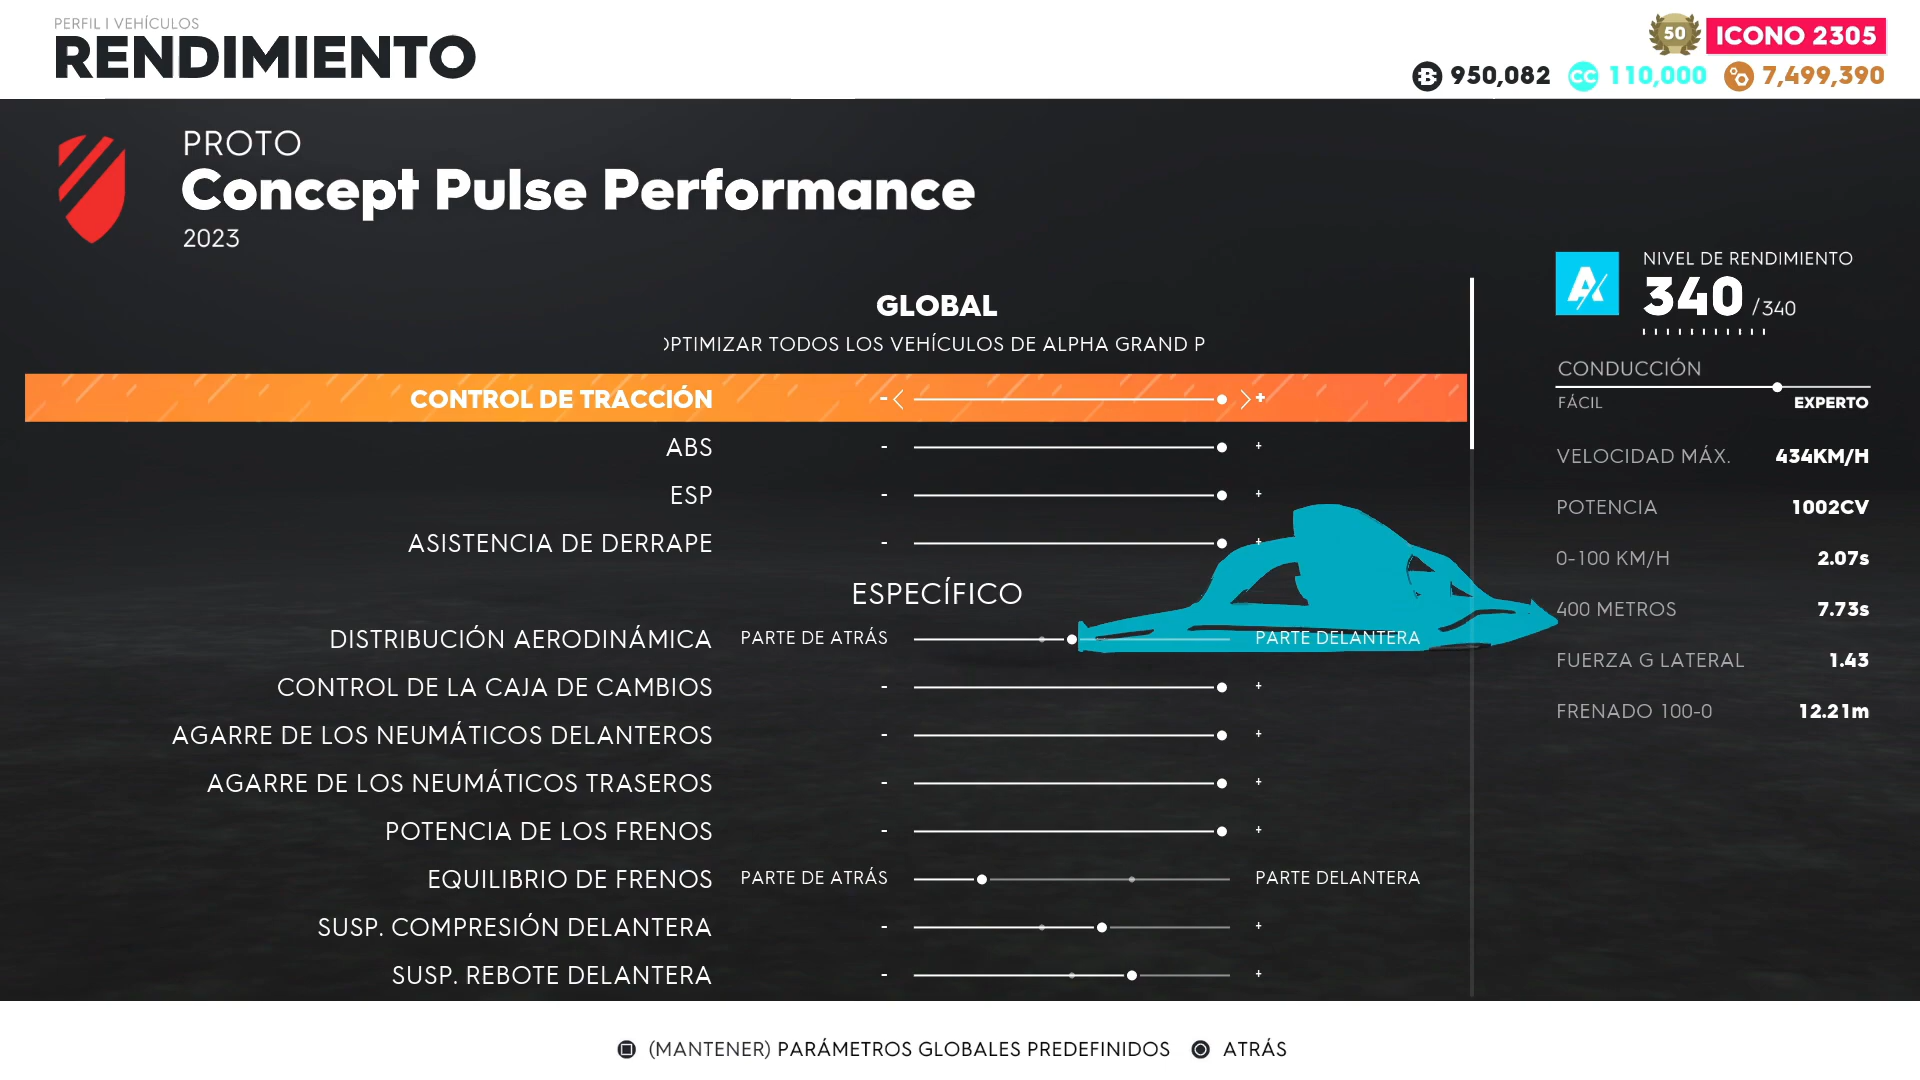 PERFIL | VEHÍCULOS
RENDIMIENTO
50
ICONO 2305
950,082
CC 110,000
7,499,390
PROTO
Concept Pulse Performance
2023
NIVEL DE RENDIMIENTO
340 /340
GLOBAL
OPTIMIZAR TODOS LOS VEHÍCULOS DE ALPHA GRAND P
CONTROL DE TRACCIÓN - < > +
ABS - +
ESP - +
ASISTENCIA DE DERRAPE - +
ESPECÍFICO
DISTRIBUCIÓN AERODINÁMICA PARTE DE ATRÁS PARTE DELANTERA
CONTROL DE LA CAJA DE CAMBIOS - +
AGARRE DE LOS NEUMÁTICOS DELANTEROS - +
AGARRE DE LOS NEUMÁTICOS TRASEROS - +
POTENCIA DE LOS FRENOS - +
EQUILIBRIO DE FRENOS PARTE DE ATRÁS PARTE DELANTERA
SUSP. COMPRESIÓN DELANTERA - +
SUSP. REBOTE DELANTERA - +
CONDUCCIÓN
FÁCIL EXPERTO
VELOCIDAD MÁX. 434KM/H
POTENCIA 1002CV
0-100 KM/H 2.07s
400 METROS 7.73s
FUERZA G LATERAL 1.43
FRENADO 100-0 12.21m
(MANTENER) PARÁMETROS GLOBALES PREDEFINIDOS ATRÁS